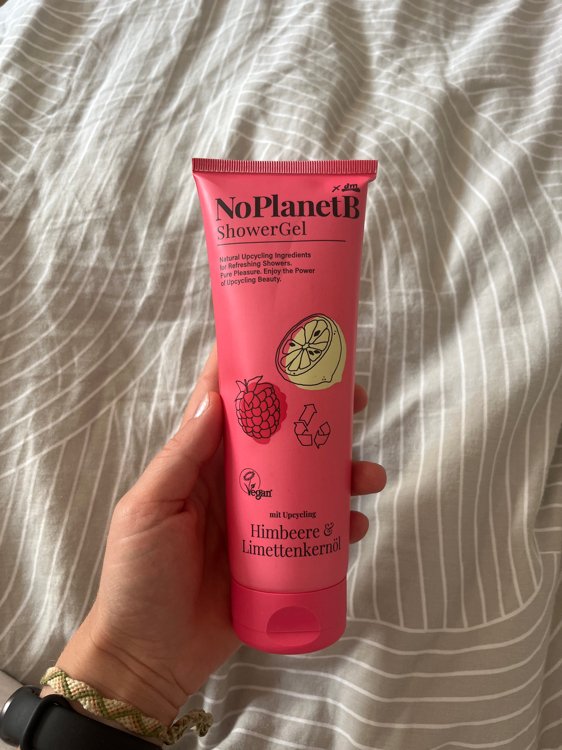 × dm
NoPlanetB
ShowerGel
Natural Upcycling Ingredients
for Refreshing Showers.
Pure Pleasure. Enjoy the Power
of Upcycling Beauty.
Vegan
mit Upcycling
Himbeere &
Limettenkernöl